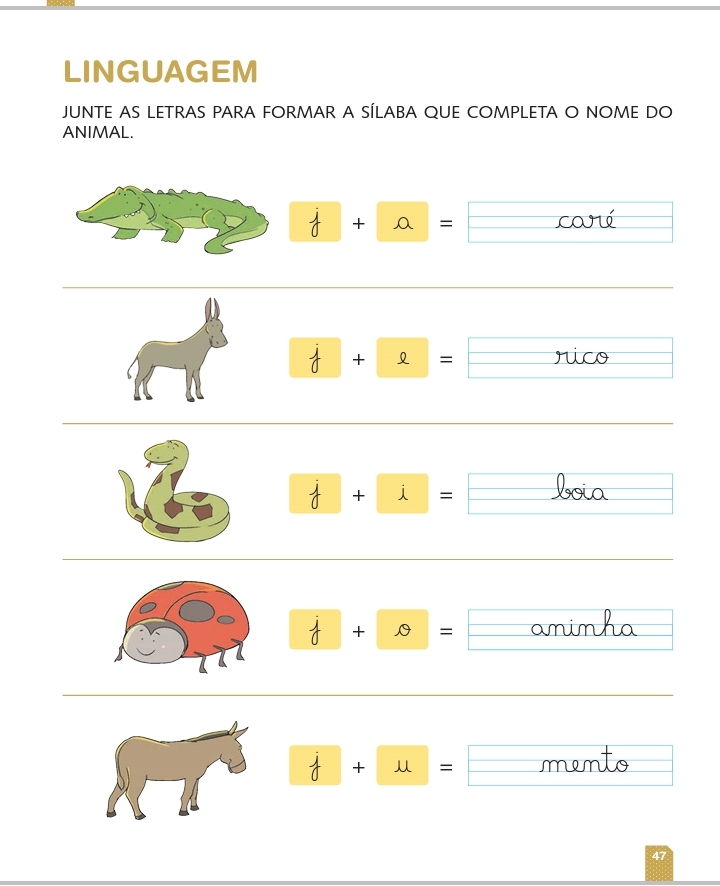 LINGUAGEM
JUNTE AS LETRAS PARA FORMAR A SÍLABA QUE COMPLETA O NOME DO
ANIMAL.
j + a = caré
j + e = rico
j + i = boia
j + o = aninha
j + u = mento
47